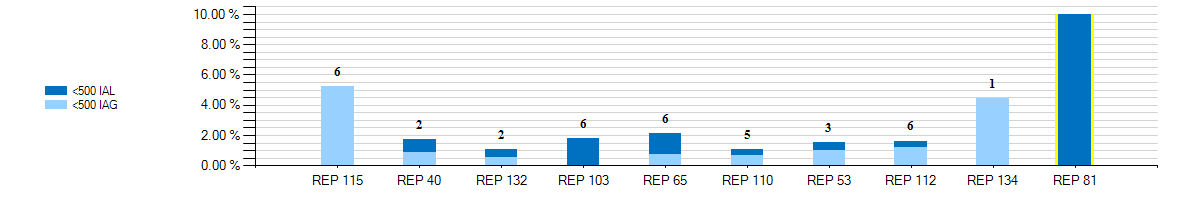 10.00 %
8.00 %
6.00 %
4.00 %
2.00 %
0.00 %
<500 IAL
<500 IAG
6
2
2
6
6
5
3
6
1
REP 115
REP 40
REP 132
REP 103
REP 65
REP 110
REP 53
REP 112
REP 134
REP 81